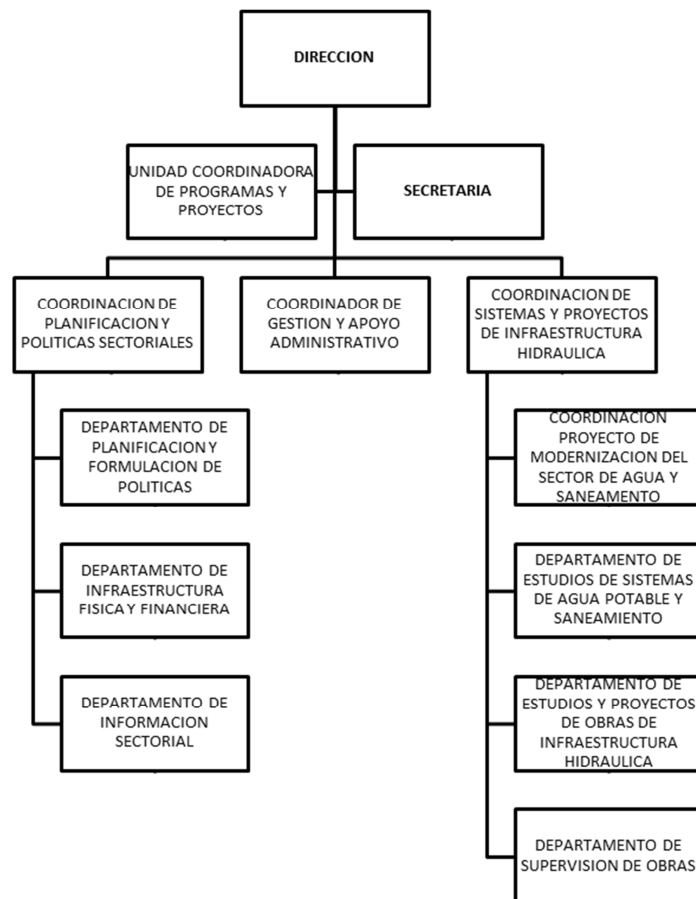 DIRECCION
UNIDAD COORDINADORA
DE PROGRAMAS Y
PROYECTOS
SECRETARIA
COORDINACION DE
PLANIFICACION Y
POLITICAS SECTORIALES
COORDINADOR DE
GESTION Y APOYO
ADMINISTRATIVO
COORDINACION DE
SISTEMAS Y PROYECTOS
DE INFRAESTRUCTURA
HIDRAULICA
DEPARTAMENTO DE
PLANIFICACION Y
FORMULACION DE
POLITICAS
DEPARTAMENTO DE
INFRAESTRUCTURA
FISICA Y FINANCIERA
DEPARTAMENTO DE
INFORMACION
SECTORIAL
COORDINACION
PROYECTO DE
MODERNIZACION DEL
SECTOR DE AGUA Y
SANEAMENTO
DEPARTAMENTO DE
ESTUDIOS DE SISTEMAS
DE AGUA POTABLE Y
SANEAMIENTO
DEPARTAMENTO DE
ESTUDIOS Y PROYECTOS
DE OBRAS DE
INFRAESTRUCTURA
HIDRAULICA
DEPARTAMENTO DE
SUPERVISION DE OBRAS